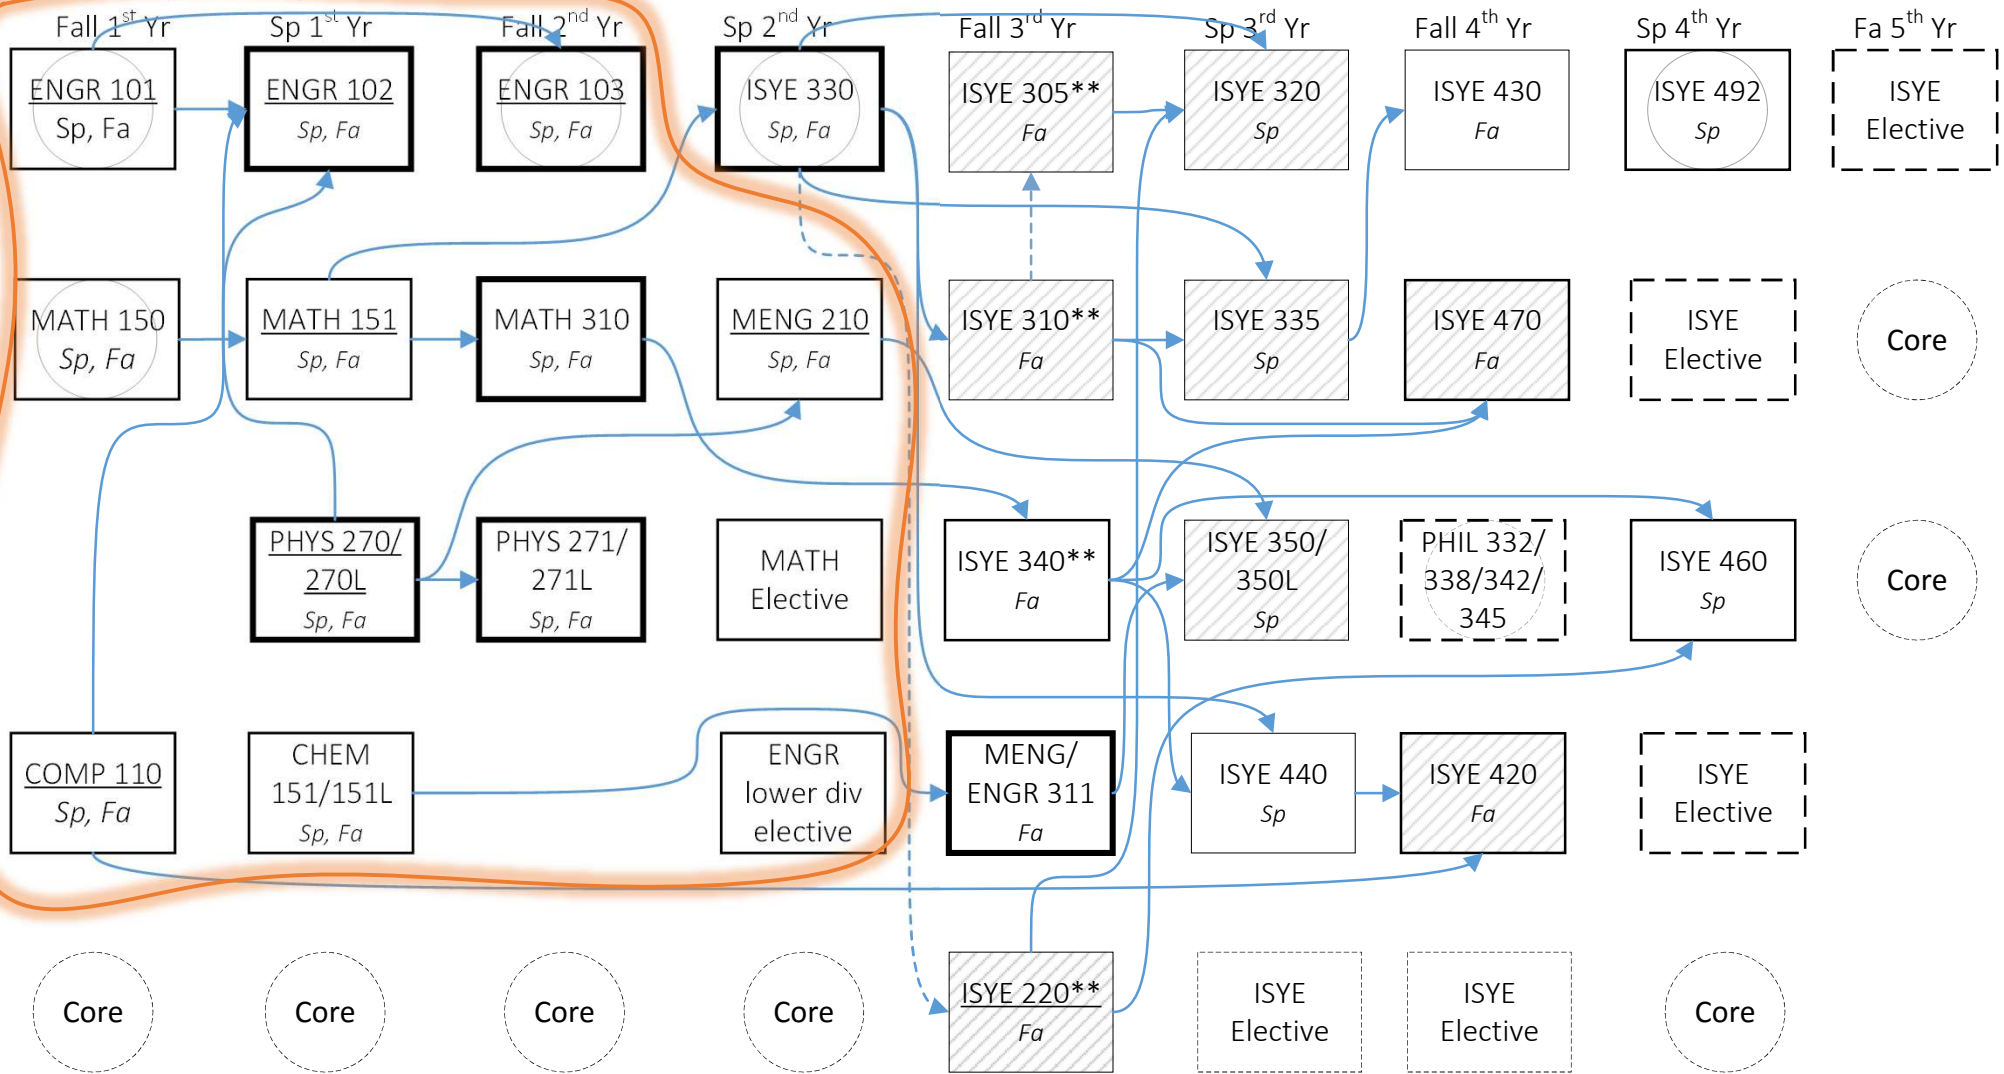 Fall 1st Yr
Sp 1st Yr
Fall 2nd Yr
Sp 2nd Yr
Fall 3rd Yr
Sp 3rd Yr
Fall 4th Yr
Sp 4th Yr
Fa 5th Yr
ENGR 101
Sp, Fa
ENGR 102
Sp, Fa
ENGR 103
Sp, Fa
ISYE 330
Sp, Fa
ISYE 305**
Fa
ISYE 320
Sp
ISYE 430
Fa
ISYE 492
Sp
ISYE
Elective
MATH 150
Sp, Fa
MATH 151
Sp, Fa
MATH 310
Sp, Fa
MENG 210
Sp, Fa
ISYE 310**
Fa
ISYE 335
Sp
ISYE 470
Fa
ISYE
Elective
Core
PHYS 270/
270L
Sp, Fa
PHYS 271/
271L
Sp, Fa
MATH
Elective
ISYE 340**
Fa
ISYE 350/
350L
Sp
PHIL 332/
338/342/
345
ISYE 460
Sp
Core
COMP 110
Sp, Fa
CHEM
151/151L
Sp, Fa
ENGR
lower div
elective
MENG/
ENGR 311
Fa
ISYE 440
Sp
ISYE 420
Fa
ISYE
Elective
Core
Core
Core
Core
ISYE 220**
Fa
ISYE
Elective
ISYE
Elective
Core